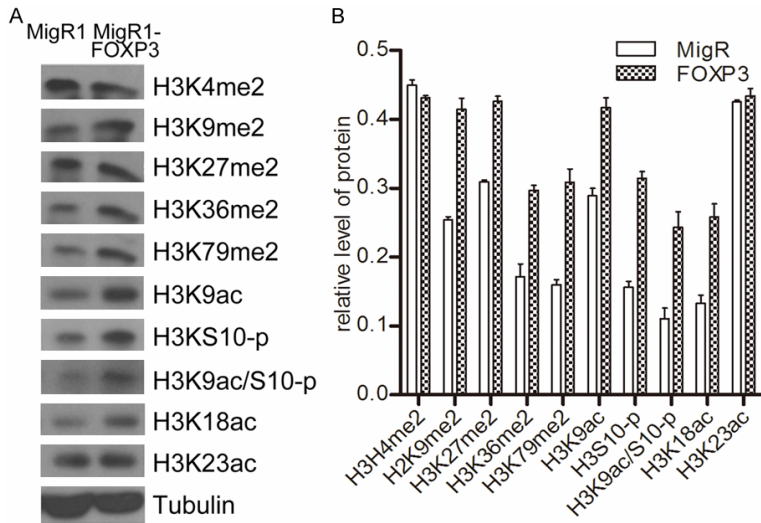 A
MigR1 MigR1-
FOXP3
H3K4me2
H3K9me2
H3K27me2
H3K36me2
H3K79me2
H3K9ac
H3KS10-p
H3K9ac/S10-p
H3K18ac
H3K23ac
Tubulin
B
relative level of protein
0.5
0.4
0.3
0.2
0.1
0.0
MigR
FOXP3
H3H4me2
H2K9me2
H3K27me2
H3K36me2
H3K79me2
H3K9ac
H3S10-p
H3K9ac/S10-p
H3K18ac
H3K23ac